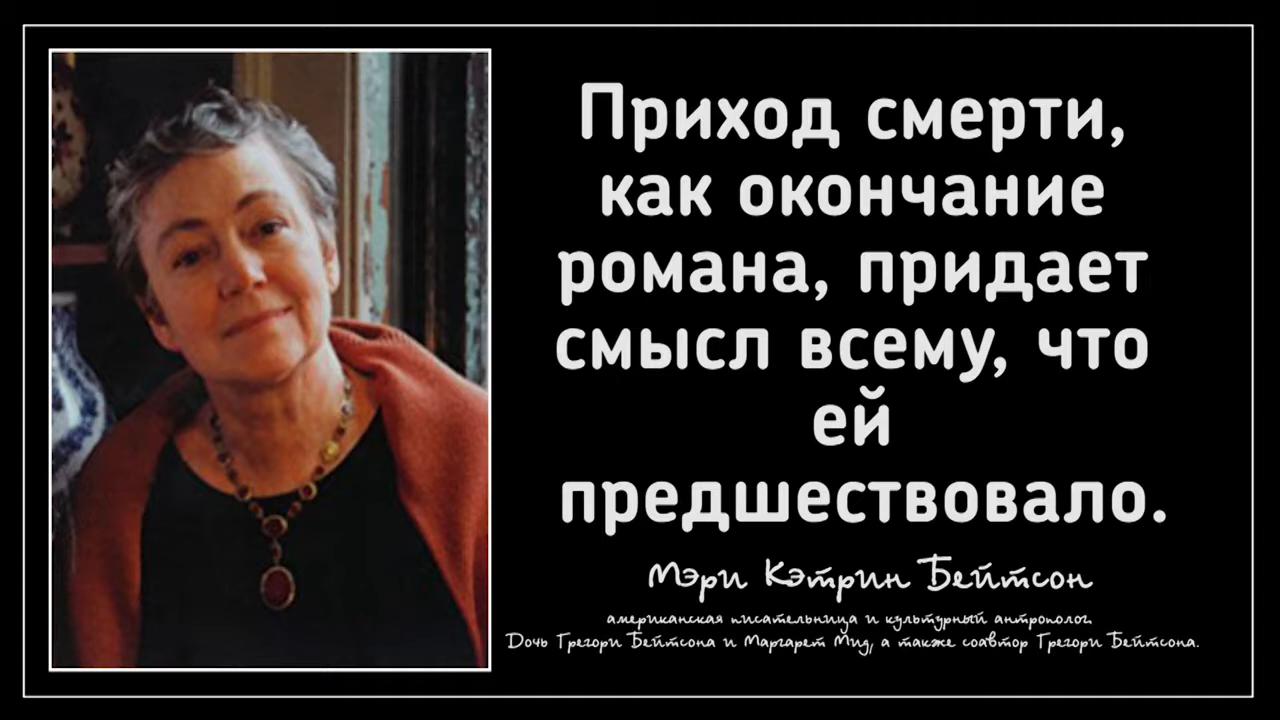 Приход смерти,
как окончание
романа, придает
смысл всему, что
ей
предшествовало.
Мэри Кэтрин Бейтсон
американская писательница и культурный антрополог.
Дочь Грегори Бейтсона и Маргарет Мид, а также соавтор Грегори Бейтсона.